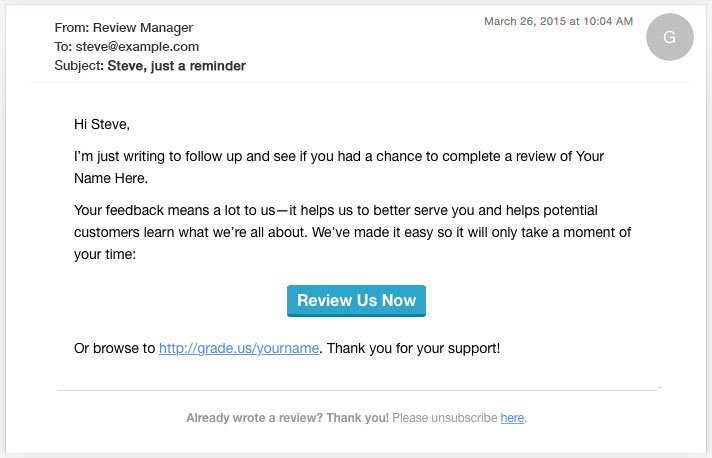 From: Review Manager
March 26, 2015 at 10:04 AM
G
To: steve@example.com
Subject: Steve, just a reminder
Hi Steve,
I’m just writing to follow up and see if you had a chance to complete a review of Your
Name Here.
Your feedback means a lot to us—it helps us to better serve you and helps potential
customers learn what we’re all about. We’ve made it easy so it will only take a moment of
your time:
Review Us Now
Or browse to http://grade.us/yourname. Thank you for your support!
Already wrote a review? Thank you! Please unsubscribe here.